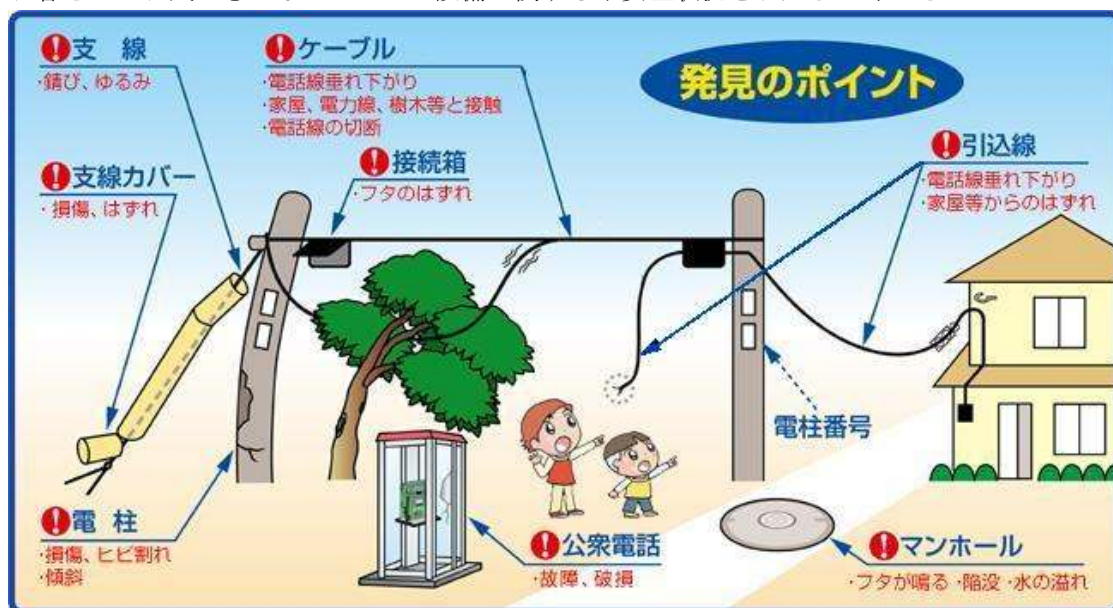 発見のポイント
支 線
・錆び、ゆるみ
ケーブル
・電話線垂れ下がり
・家屋、電力線、樹木等と接触
・電話線の切断
接続箱
・フタのはずれ
引込線
・電話線垂れ下がり
・家屋等からのはずれ
支線カバー
・損傷、はずれ
電柱番号
電 柱
・損傷、ヒビ割れ
・傾斜
公衆電話
・故障、破損
マンホール
・フタが鳴る ・陥没 ・水の溢れ